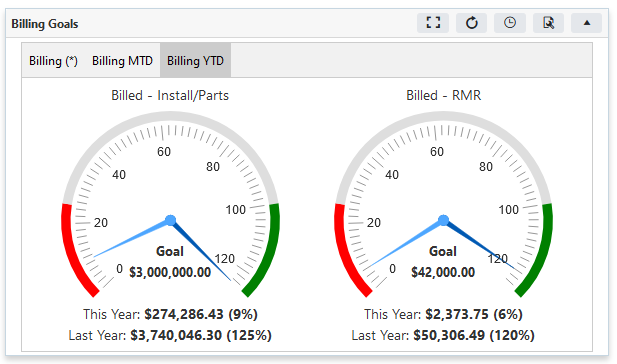 Billing Goals
Billing (*) Billing MTD Billing YTD
Billed - Install/Parts
0 20 40 60 80 100 120
Goal
$3,000,000.00
This Year: $274,286.43 (9%)
Last Year: $3,740,046.30 (125%)
Billed - RMR
0 20 40 60 80 100 120
Goal
$42,000.00
This Year: $2,373.75 (6%)
Last Year: $50,306.49 (120%)